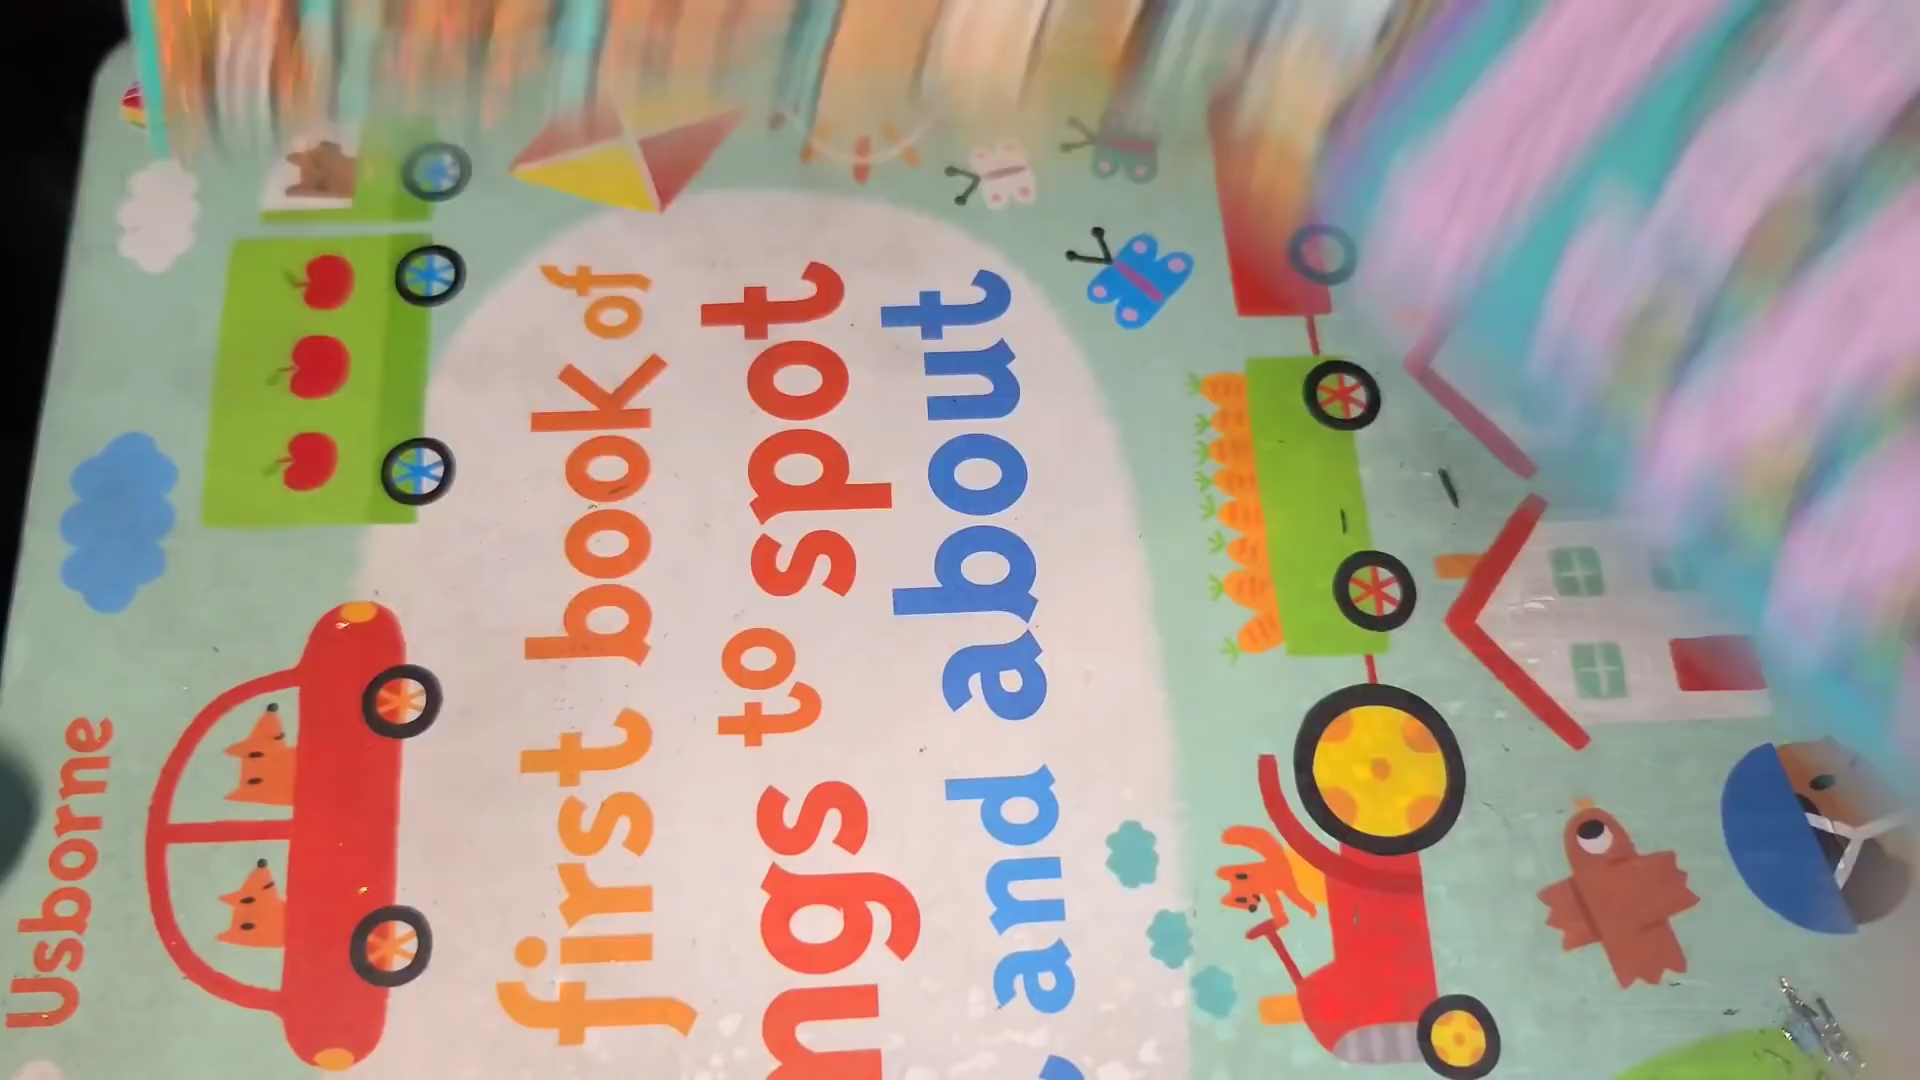 Usborne
first book of
ngs to spot
and about